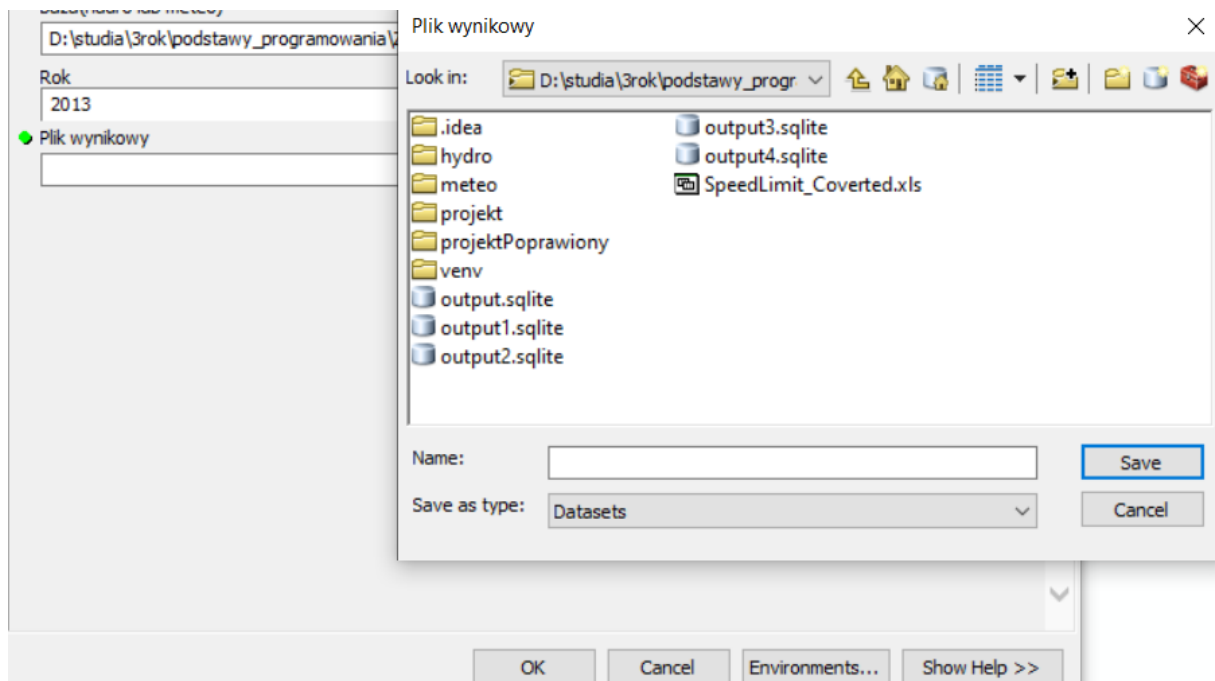 Baza(hudro lub meteo)
D:\studia\3rok\podstawy_programowania\
Rok
2013
Plik wynikowy
Plik wynikowy
Look in:
D:\studia\3rok\podstawy_progr
.idea
hydro
meteo
projekt
projektPoprawiony
venv
output.sqlite
output1.sqlite
output2.sqlite
output3.sqlite
output4.sqlite
SpeedLimit_Coverted.xls
Name:
Save
Save as type:
Datasets
Cancel
OK
Cancel
Environments...
Show Help >>